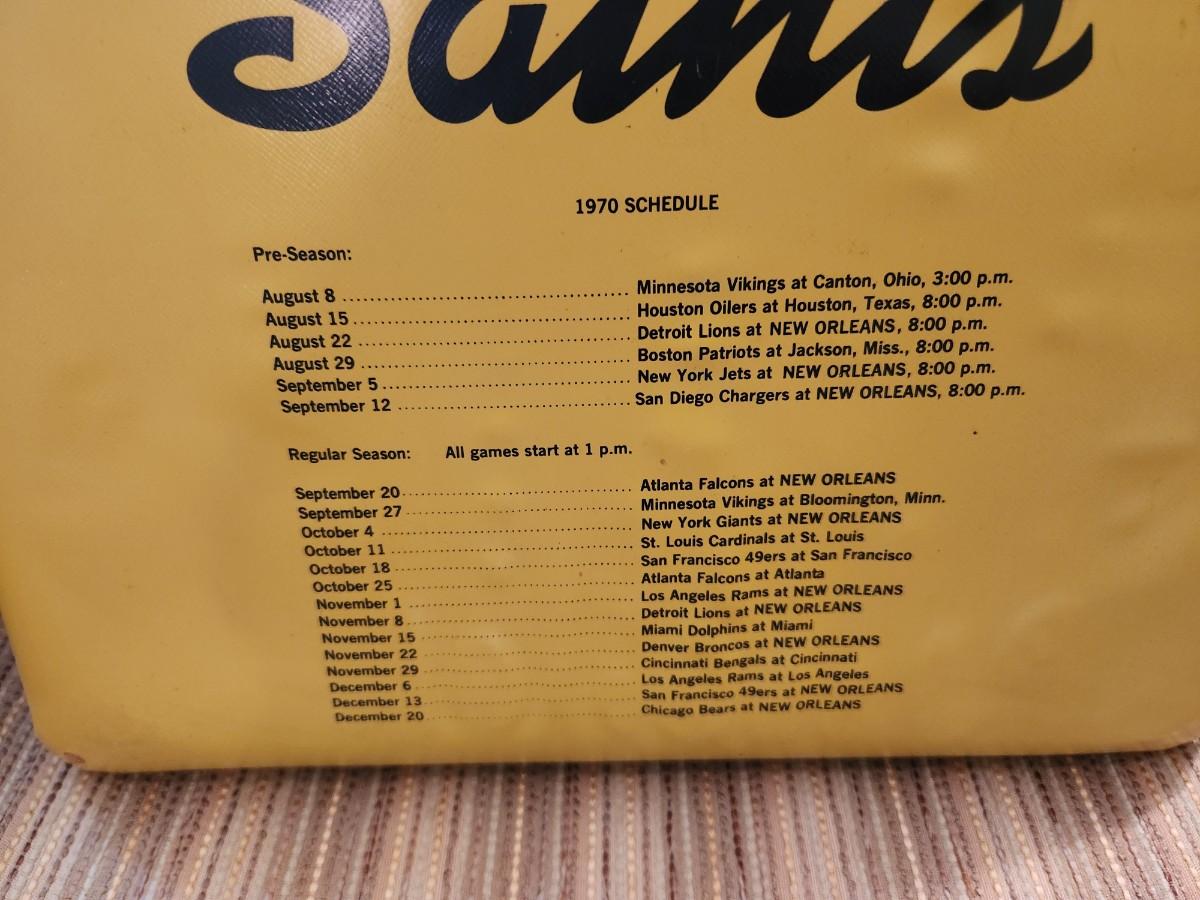 Saints
1970 SCHEDULE
Pre-Season:
August 8 ............................................ Minnesota Vikings at Canton, Ohio, 3:00 p.m.
August 15 ............................................ Houston Oilers at Houston, Texas, 8:00 p.m.
August 22 ............................................ Detroit Lions at NEW ORLEANS, 8:00 p.m.
August 29 ............................................ Boston Patriots at Jackson, Miss., 8:00 p.m.
September 5 ............................................ New York Jets at NEW ORLEANS, 8:00 p.m.
September 12 ............................................ San Diego Chargers at NEW ORLEANS, 8:00 p.m.
Regular Season: All games start at 1 p.m.
September 20 ............................................ Atlanta Falcons at NEW ORLEANS
September 27 ............................................ Minnesota Vikings at Bloomington, Minn.
October 4 ............................................ New York Giants at NEW ORLEANS
October 11 ............................................ St. Louis Cardinals at St. Louis
October 18 ............................................ San Francisco 49ers at San Francisco
October 25 ............................................ Atlanta Falcons at Atlanta
November 1 ............................................ Los Angeles Rams at NEW ORLEANS
November 8 ............................................ Detroit Lions at NEW ORLEANS
November 15 ............................................ Miami Dolphins at Miami
November 22 ............................................ Denver Broncos at NEW ORLEANS
November 29 ............................................ Cincinnati Bengals at Cincinnati
December 6 ............................................ Los Angeles Rams at Los Angeles
December 13 ............................................ San Francisco 49ers at NEW ORLEANS
December 20 ............................................ Chicago Bears at NEW ORLEANS